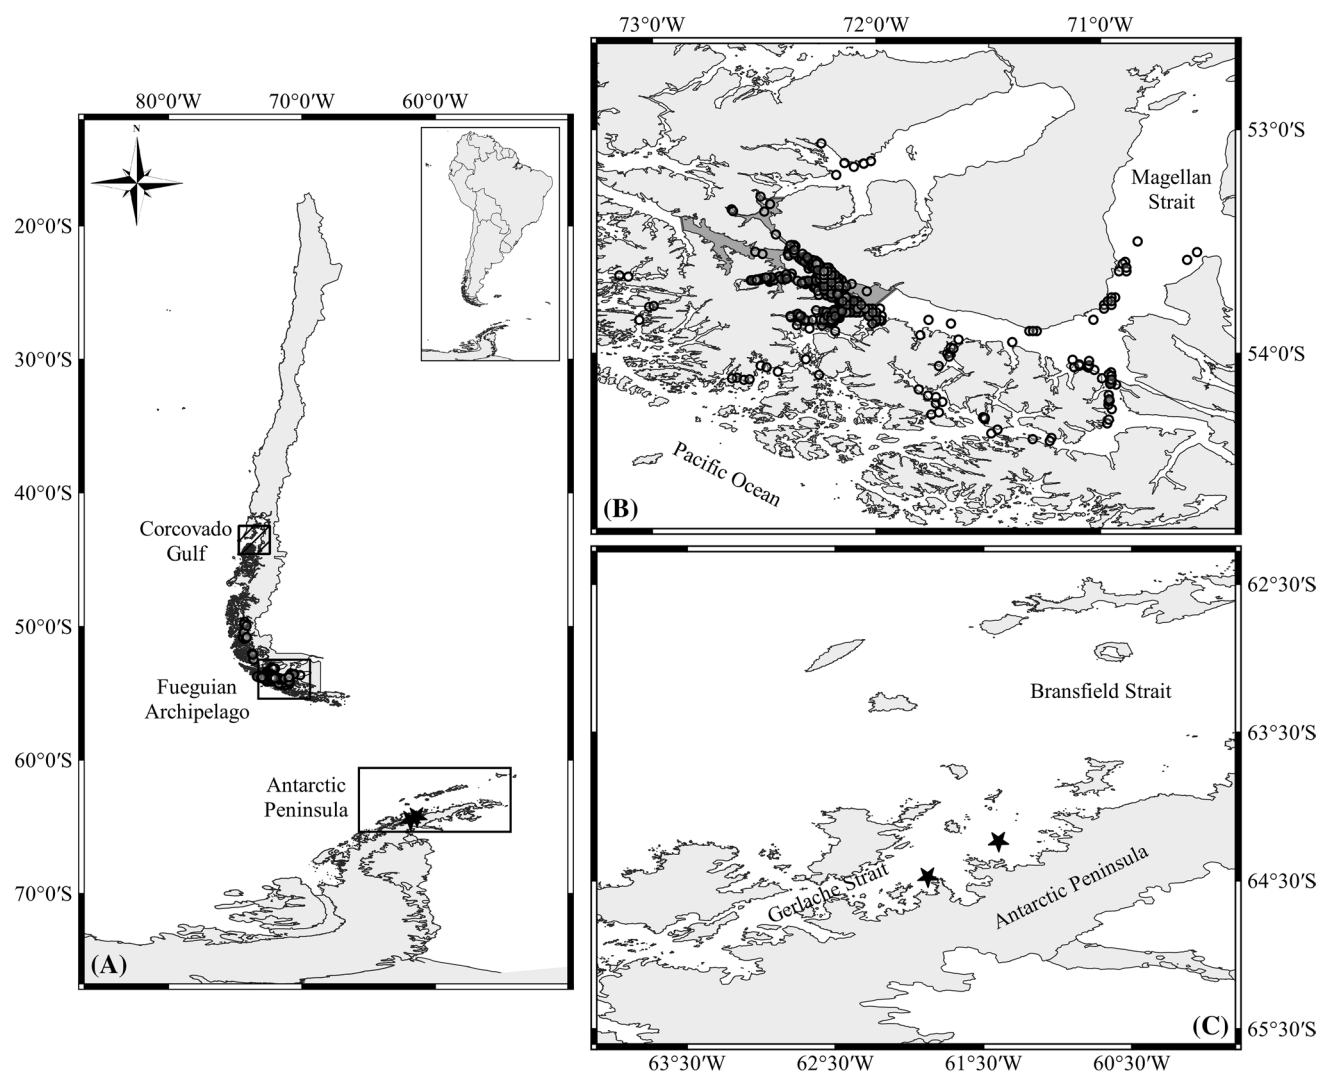 80°0′W 70°0′W 60°0′W
N
20°0′S
30°0′S
40°0′S
50°0′S
60°0′S
70°0′S
Corcovado
Gulf
Fueguian
Archipelago
Antarctic
Peninsula
(A)
73°0′W 72°0′W 71°0′W
53°0′S
54°0′S
Magellan
Strait
Pacific Ocean
(B)
62°30′S
63°30′S
64°30′S
65°30′S
Bransfield Strait
Gerlache Strait
Antarctic Peninsula
(C)
63°30′W 62°30′W 61°30′W 60°30′W